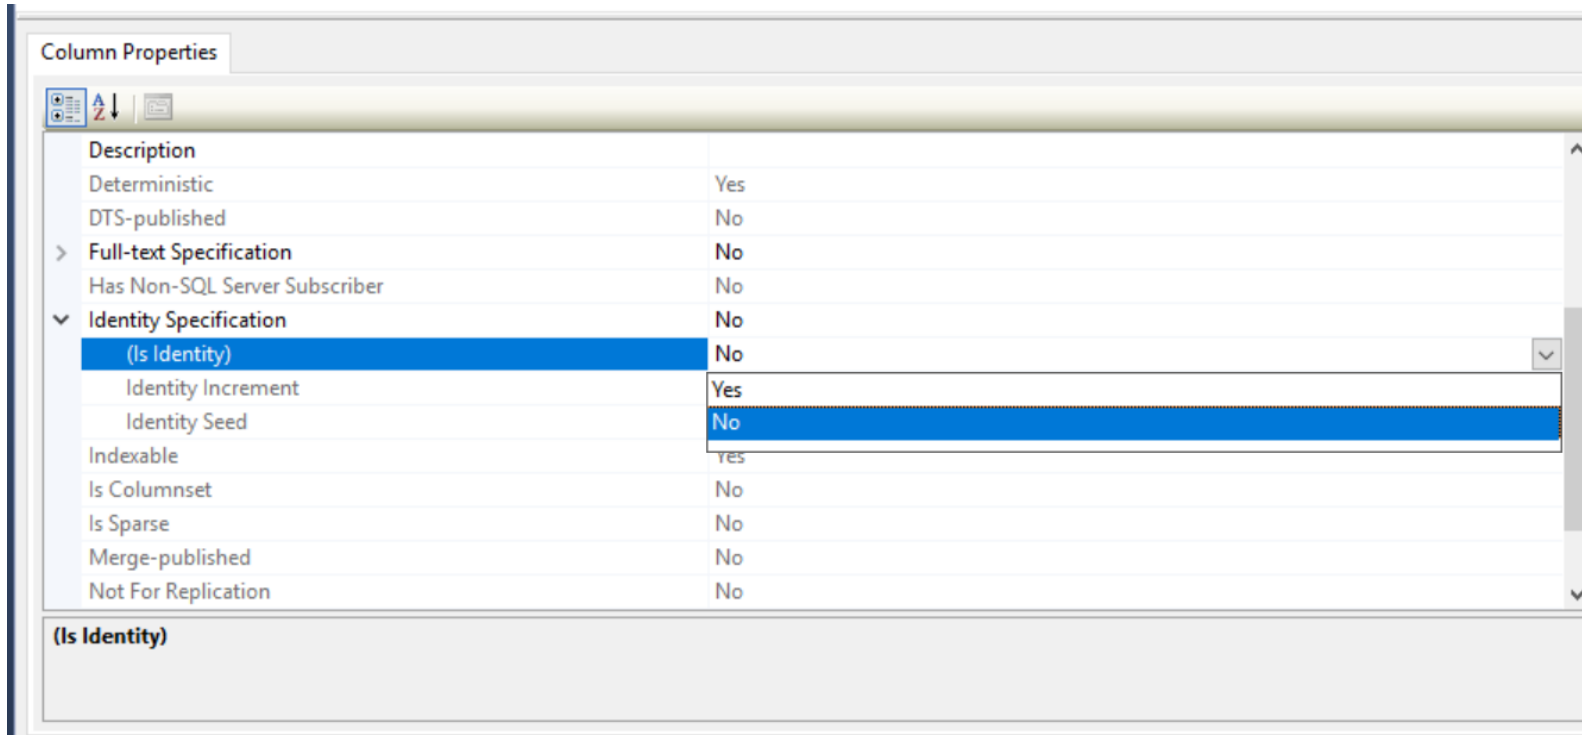 Column Properties
Description
Deterministic Yes
DTS-published No
Full-text Specification No
Has Non-SQL Server Subscriber No
Identity Specification No
(Is Identity) No
Identity Increment Yes
Identity Seed No
Indexable Yes
Is Columnset No
Is Sparse No
Merge-published No
Not For Replication No
(Is Identity)